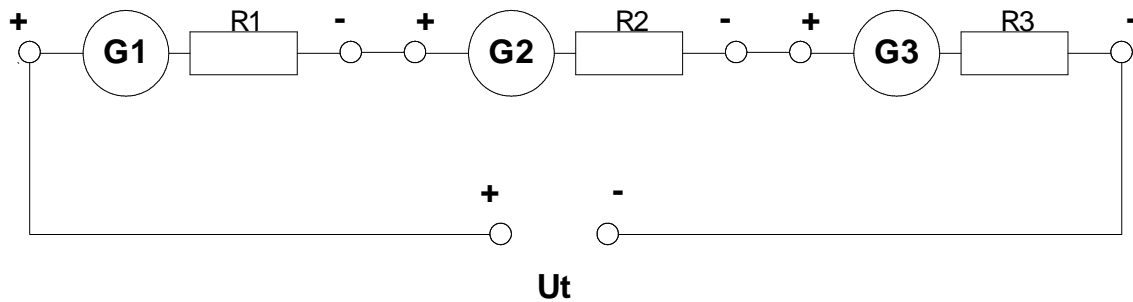 + R1 - + R2 - + R3 -
G1 G2 G3
+ -
Ut